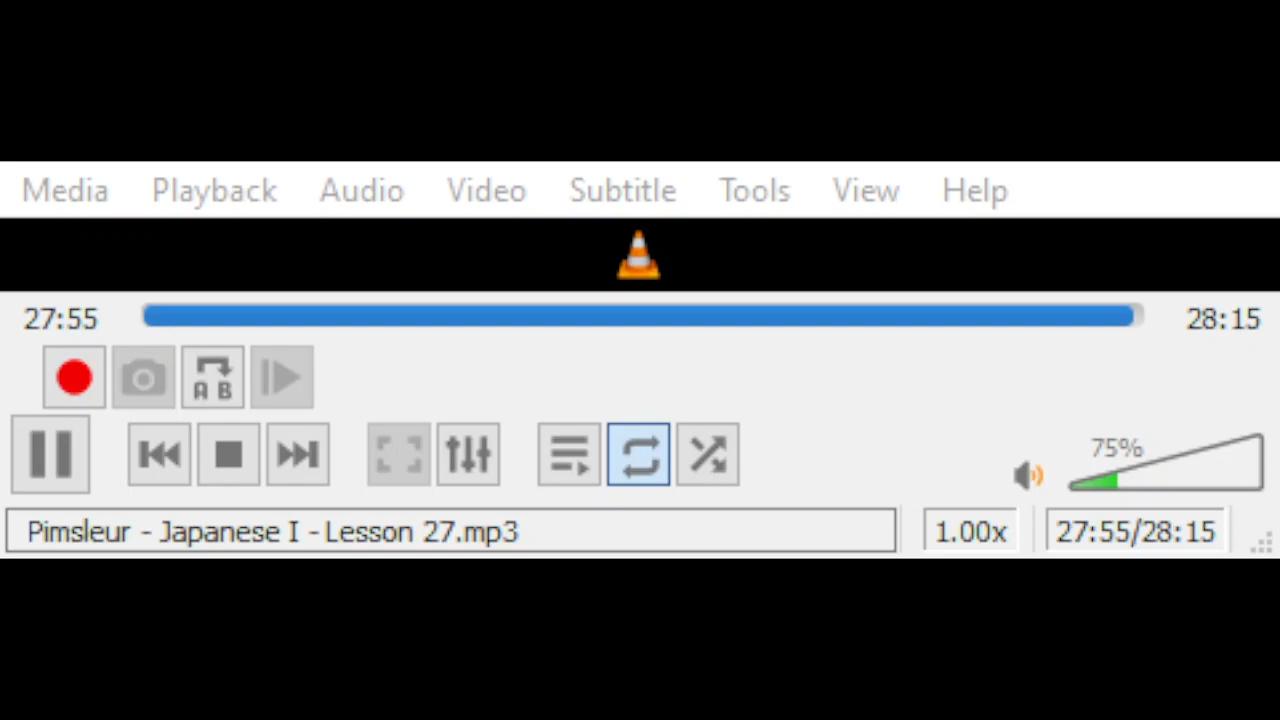 Media Playback Audio Video Subtitle Tools View Help
27:55 28:15
A B
75%
Pimsleur - Japanese I - Lesson 27.mp3 1.00x 27:55/28:15